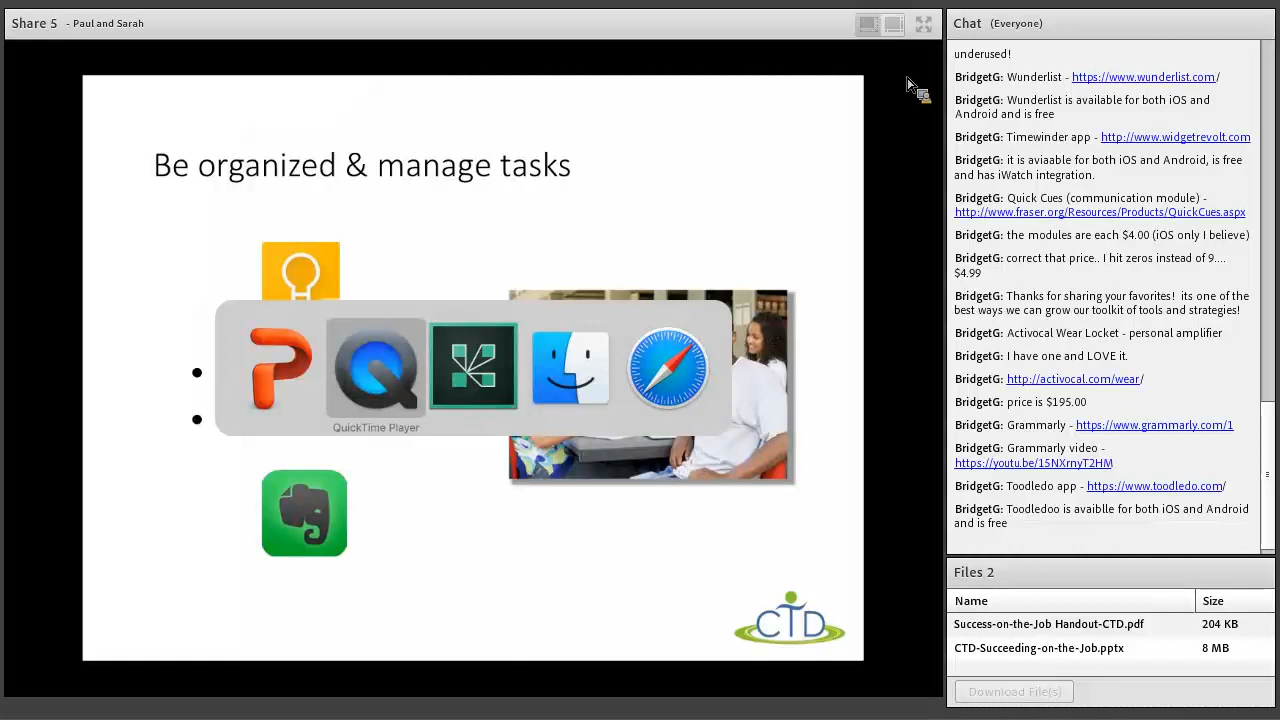 Share 5 - Paul and Sarah
Be organized & manage tasks
QuickTime Player
CTD
Chat (Everyone)
underused!
BridgetG: Wunderlist - https://www.wunderlist.com/
BridgetG: Wunderlist is available for both iOS and
Android and is free
BridgetG: Timewinder app - http://www.widgetrevolt.com
BridgetG: it is aviaable for both iOS and Android, is free
and has iWatch integration.
BridgetG: Quick Cues (communication module) -
http://www.fraser.org/Resources/Products/QuickCues.aspx
BridgetG: the modules are each $4.00 (iOS only I believe)
BridgetG: correct that price.. I hit zeros instead of 9....
$4.99
BridgetG: Thanks for sharing your favorites! Its one of the
best ways we can grow our toolkit of tools and strategies!
BridgetG: Activocal Wear Locket - personal amplifier
BridgetG: I have one and LOVE it.
BridgetG: http://activocal.com/wear/
BridgetG: price is $195.00
BridgetG: Grammarly - https://www.grammarly.com/1
BridgetG: Grammarly video -
https://youtu.be/15NXrnyT2HM
BridgetG: Toodledo app - https://www.toodledo.com/
BridgetG: Toodledoo is avaiblle for both iOS and Android
and is free
Files 2
Name Size
Success-on-the-Job Handout-CTD.pdf 204 KB
CTD-Succeeding-on-the-Job.pptx 8 MB
Download File(s)